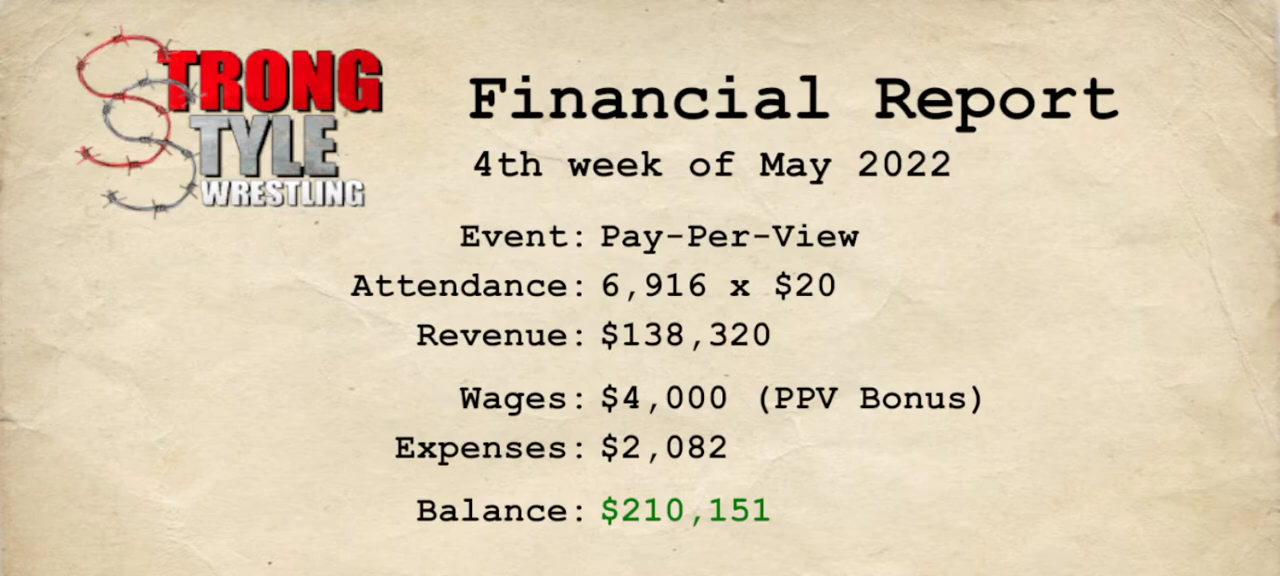 STRONG
STYLE
WRESTLING
Financial Report
4th week of May 2022
Event: Pay-Per-View
Attendance: 6,916 x $20
Revenue: $138,320
Wages: $4,000 (PPV Bonus)
Expenses: $2,082
Balance: $210,151